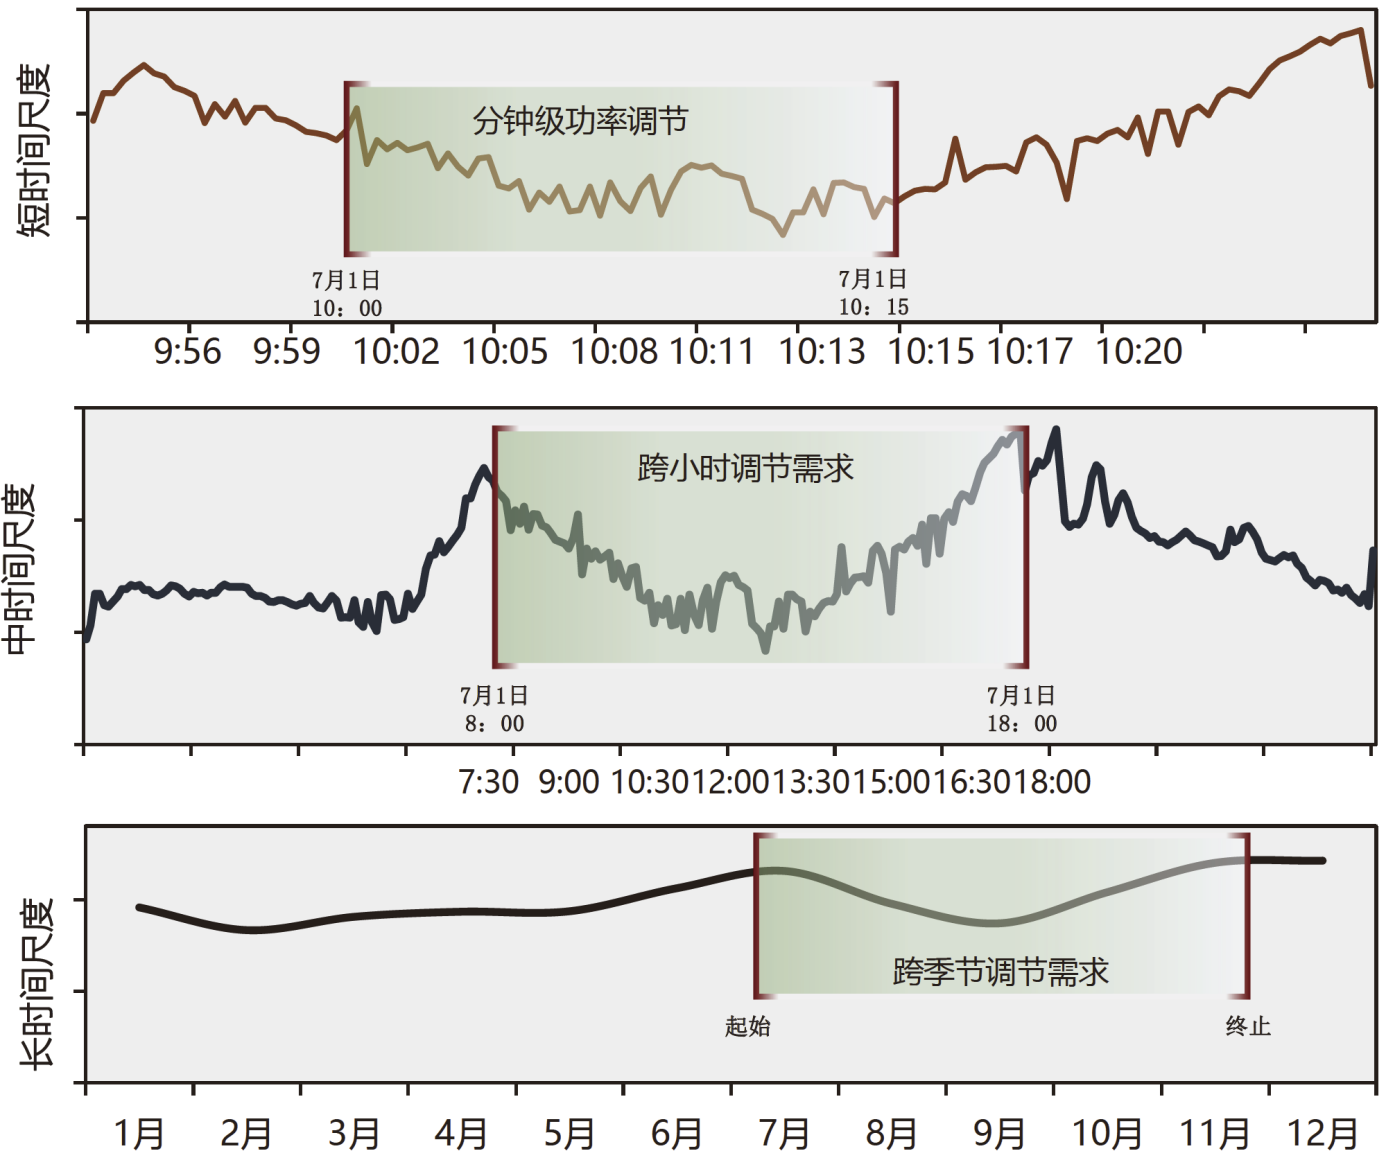 短时间尺度
分钟级功率调节
7月1日
10：00
7月1日
10：15
9:56 9:59 10:02 10:05 10:08 10:11 10:13 10:15 10:17 10:20
中时间尺度
跨小时调节需求
7月1日
8：00
7月1日
18：00
7:30 9:00 10:30 12:00 13:30 15:00 16:30 18:00
长时间尺度
跨季节调节需求
起始
终止
1月 2月 3月 4月 5月 6月 7月 8月 9月 10月 11月 12月